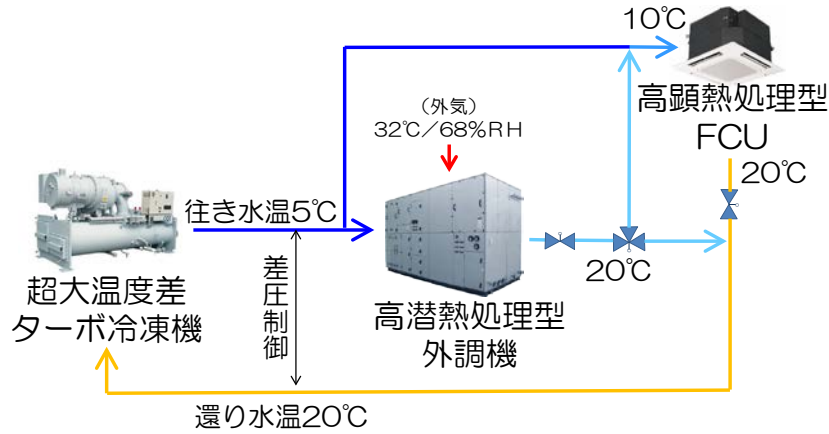 10℃
高顕熱処理型
FCU
20℃
（外気）
32℃／68%RH
往き水温5℃
20℃
超大温度差
ターボ冷凍機
差圧制御
高潜熱処理型
外調機
還り水温20℃